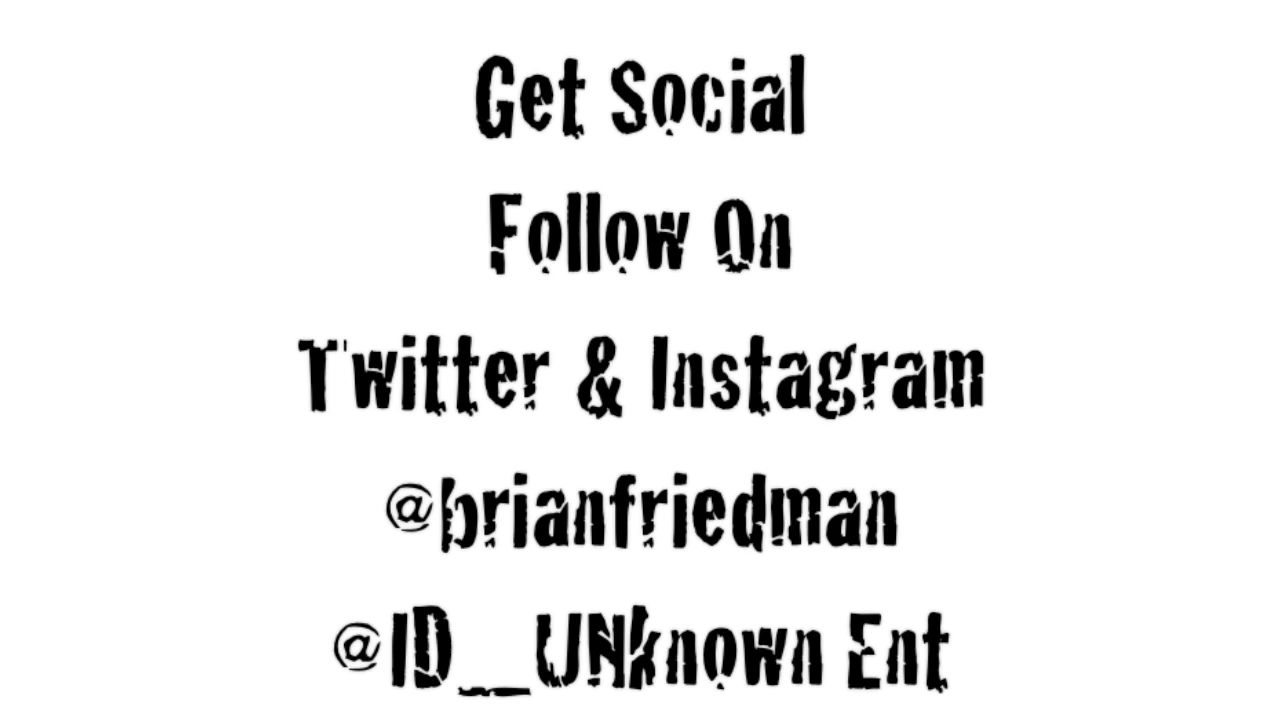 Get Social
Follow On
Twitter & Instagram
@brianfriedman
@ID__UNknown Ent